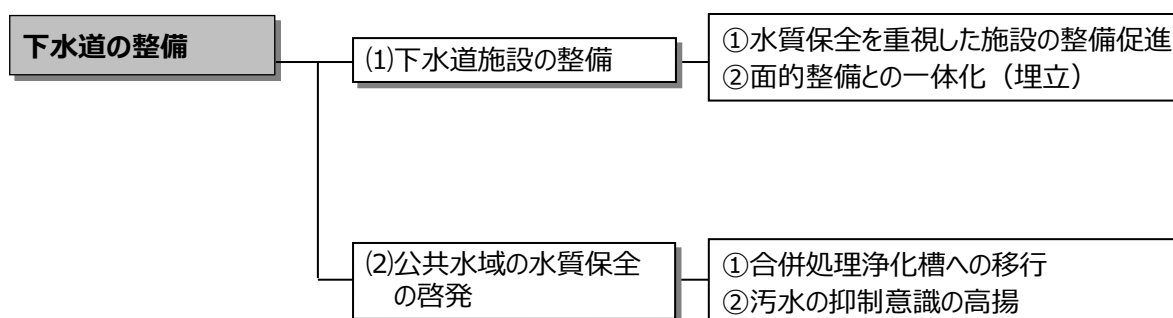 下水道の整備
⑴下水道施設の整備
①水質保全を重視した施設の整備促進
②面的整備との一体化（埋立）
⑵公共水域の水質保全
の啓発
①合併処理浄化槽への移行
②汚水の抑制意識の高揚